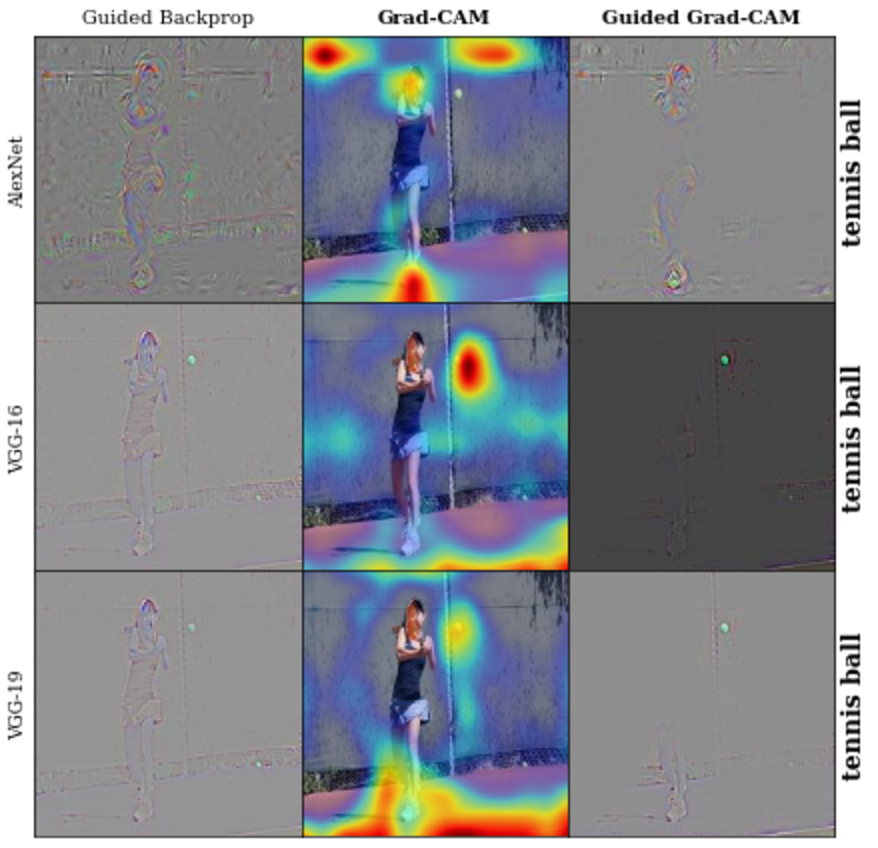 Guided Backprop Grad-CAM Guided Grad-CAM
AlexNet
tennis ball
VGG-16
tennis ball
VGG-19
tennis ball